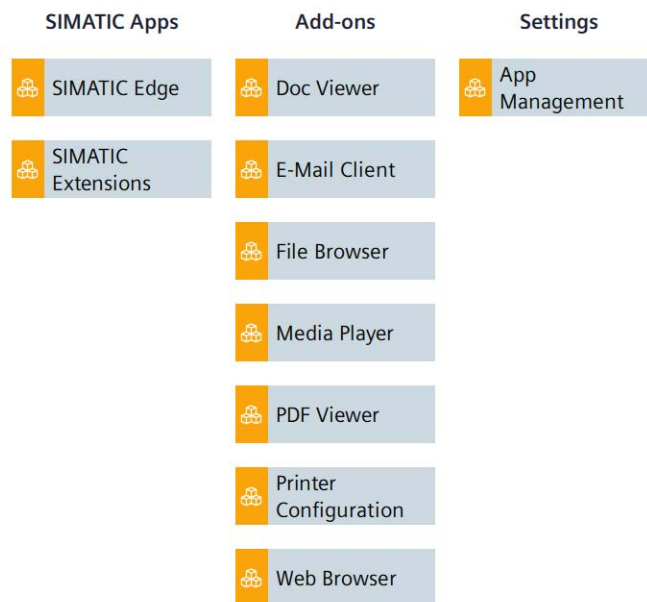 SIMATIC Apps
Add-ons
Settings
SIMATIC Edge
Doc Viewer
App
Management
SIMATIC
Extensions
E-Mail Client
File Browser
Media Player
PDF Viewer
Printer
Configuration
Web Browser